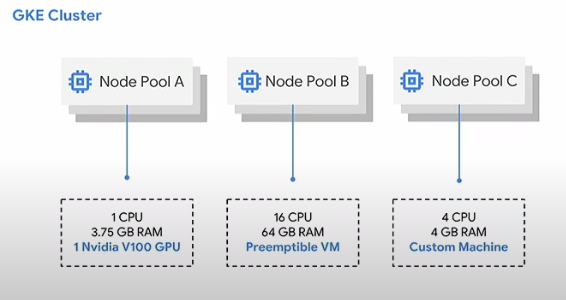 GKE Cluster
Node Pool A
Node Pool B
Node Pool C
1 CPU
3.75 GB RAM
1 Nvidia V100 GPU
16 CPU
64 GB RAM
Preemptible VM
4 CPU
4 GB RAM
Custom Machine